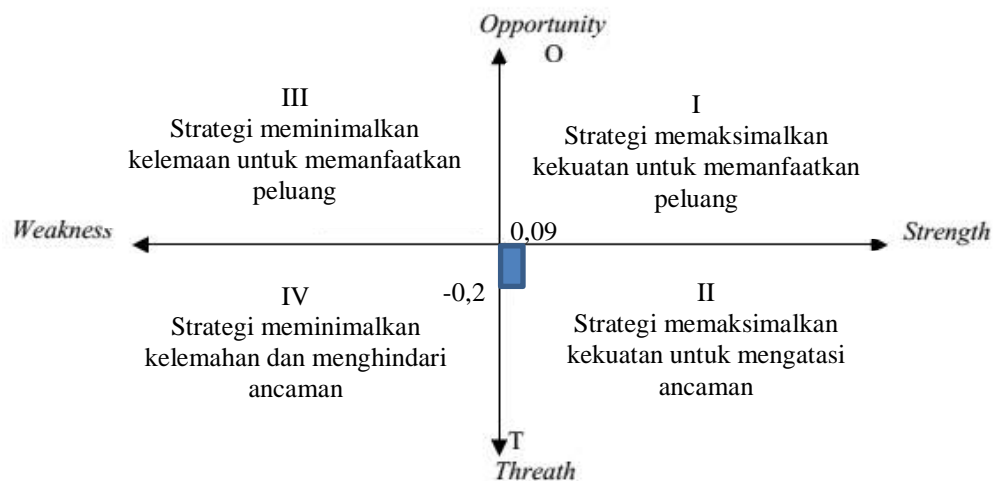 Opportunity
O
III
Strategi meminimalkan
kelemaan untuk memanfaatkan
peluang
I
Strategi memaksimalkan
kekuatan untuk memanfaatkan
peluang
Weakness
0,09
Strength
-0,2
IV
Strategi meminimalkan
kelemahan dan menghindari
ancaman
II
Strategi memaksimalkan
kekuatan untuk mengatasi
ancaman
T
Threath